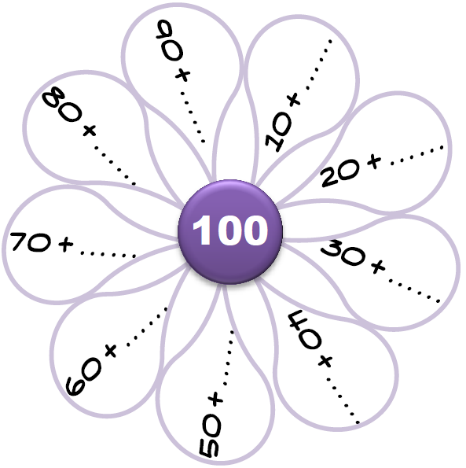 10 + ..........
20 + ..........
30 + ..........
40 + ..........
50 + ..........
60 + ..........
70 + ..........
80 + ..........
90 + ..........
100